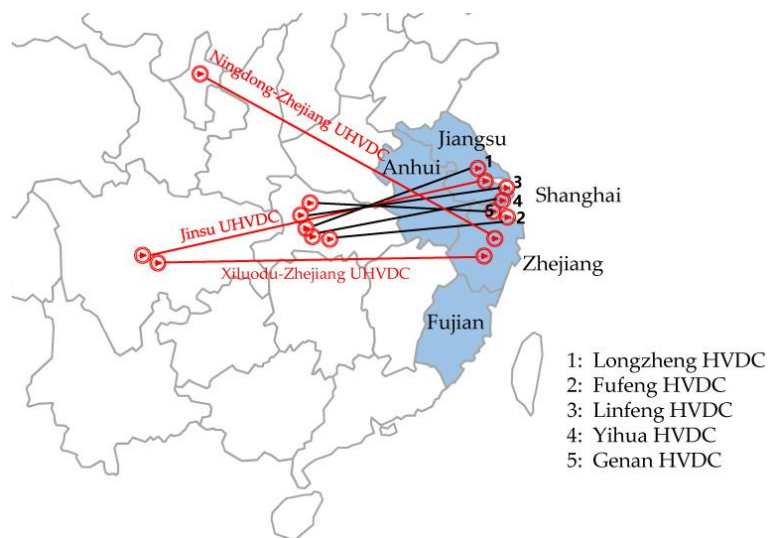 Ningdong-Zhejiang UHVDC
Jiangsu
Anhui
1
3
Shanghai
4
5
2
Jinsu UHVDC
Zhejiang
Xiluodu-Zhejiang UHVDC
Fujian
1: Longzheng HVDC
2: Fufeng HVDC
3: Linfeng HVDC
4: Yihua HVDC
5: Genan HVDC